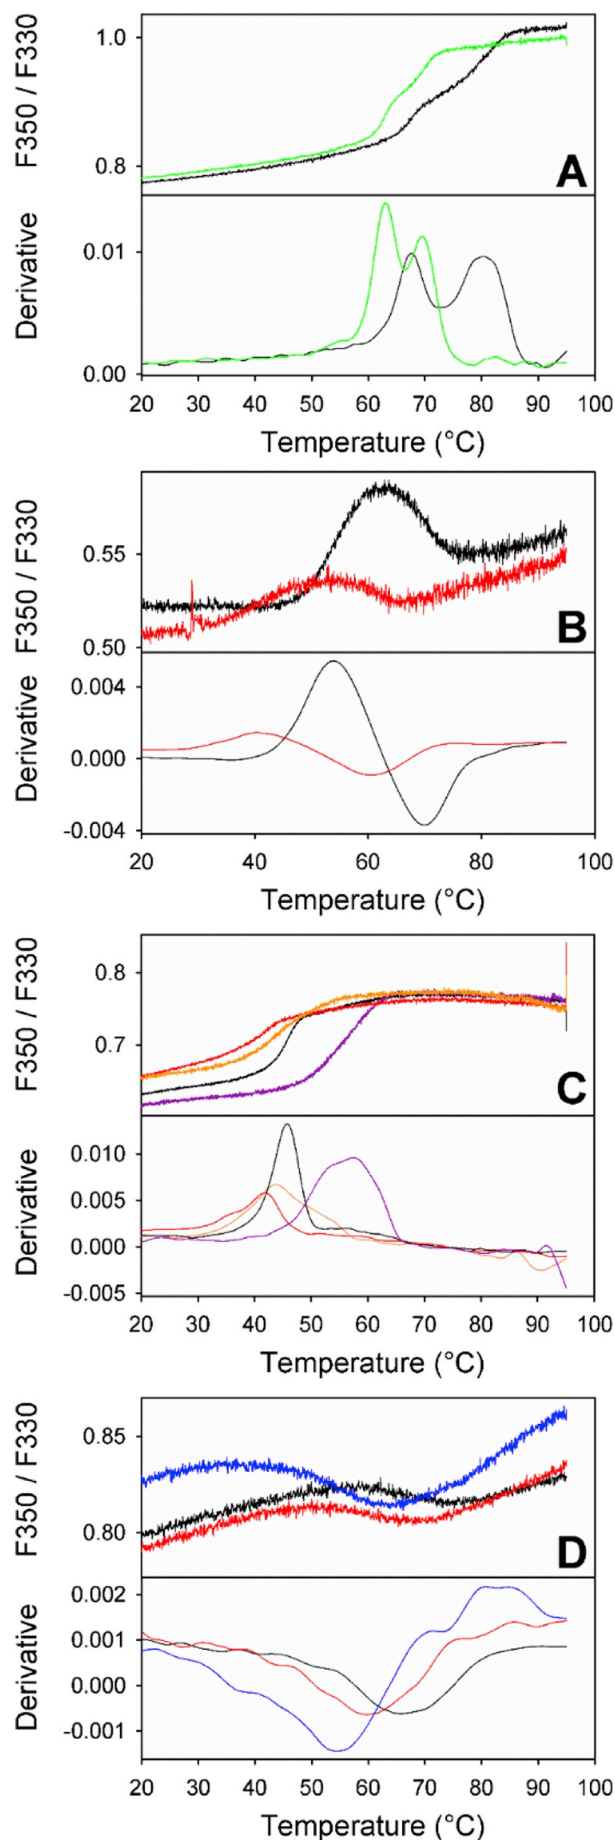 F350 / F330
1.0
0.8
A
Derivative
0.01
0.00
20 30 40 50 60 70 80 90 100
Temperature (°C)
F350 / F330
0.55
0.50
B
Derivative
0.004
0.000
-0.004
20 40 60 80 100
Temperature (°C)
F350 / F330
0.8
0.7
C
Derivative
0.010
0.005
0.000
-0.005
20 30 40 50 60 70 80 90 100
Temperature (°C)
F350 / F330
0.85
0.80
D
Derivative
0.002
0.001
0.000
-0.001
20 30 40 50 60 70 80 90 100
Temperature (°C)